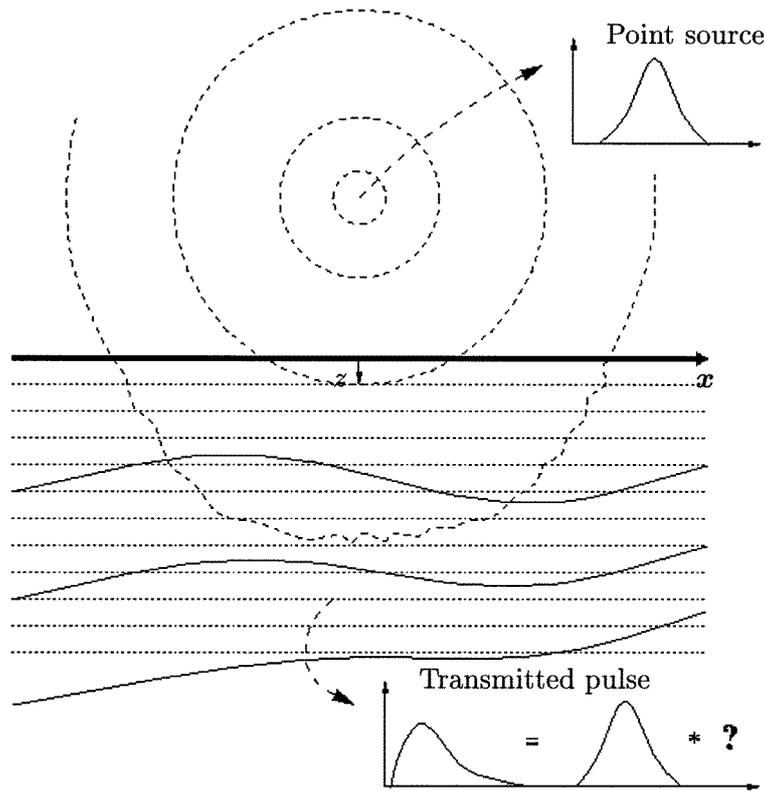 Point source
z
x
Transmitted pulse
= * ?